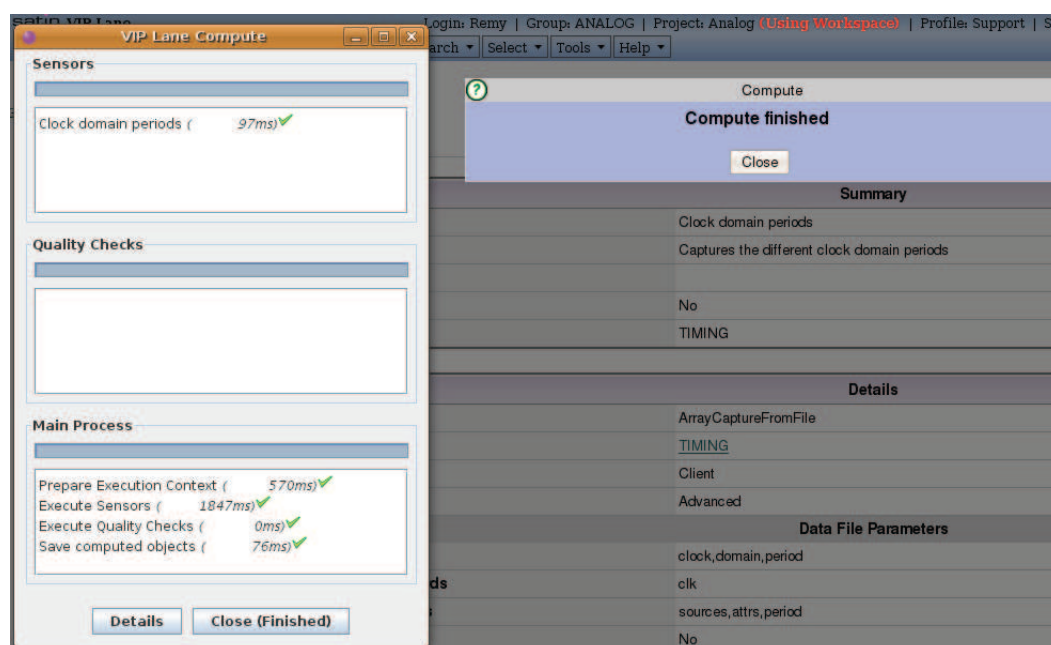 satin VIP Lane
Login: Remy | Group: ANALOG | Project: Analog (Using Workspace) | Profile: Support | S
arch Select Tools Help
VIP Lane Compute
Sensors
Clock domain periods ( 97ms)
Quality Checks
Main Process
Prepare Execution Context ( 570ms)
Execute Sensors ( 1847ms)
Execute Quality Checks ( 0ms)
Save computed objects ( 76ms)
Details Close (Finished)
? Compute
Compute finished
Close
Summary
Clock domain periods
Captures the different clock domain periods
No
TIMING
Details
ArrayCaptureFromFile
TIMING
Client
Advanced
Data File Parameters
clock,domain,period
ds clk
sources,attrs,period
No